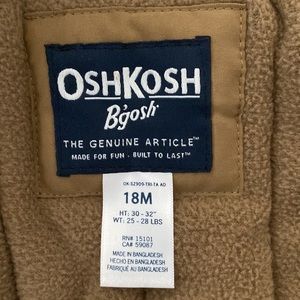 OSHKOSH
B'gosh
THE GENUINE ARTICLE™
MADE FOR FUN · BUILT TO LAST™
18M
HT: 30 - 32"
WT: 25 - 28 LBS
RN# 15101
CA# 59087
MADE IN BANGLADESH
HECHO EN BANGLADESH
FABRIQUÉ AU BANGLADESH